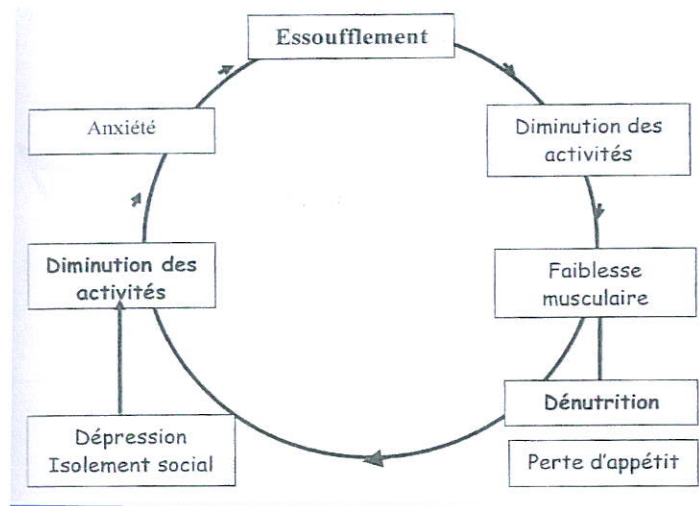 Essoufflement
Anxiété
Diminution des
activités
Diminution des
activités
Faiblesse
musculaire
Dénutrition
Dépression
Isolement social
Perte d'appétit